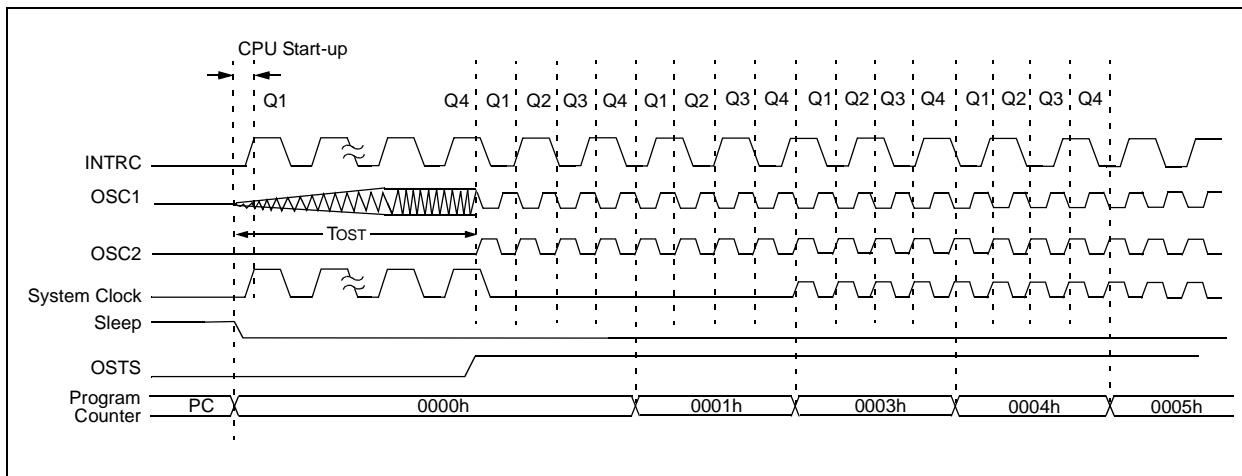 CPU Start-up
Q1 Q4 Q1 Q2 Q3 Q4 Q1 Q2 Q3 Q4 Q1 Q2 Q3 Q4 Q1 Q2 Q3 Q4
INTRC
OSC1
TOST
OSC2
System Clock
Sleep
OSTS
Program
Counter
PC 0000h 0001h 0003h 0004h 0005h